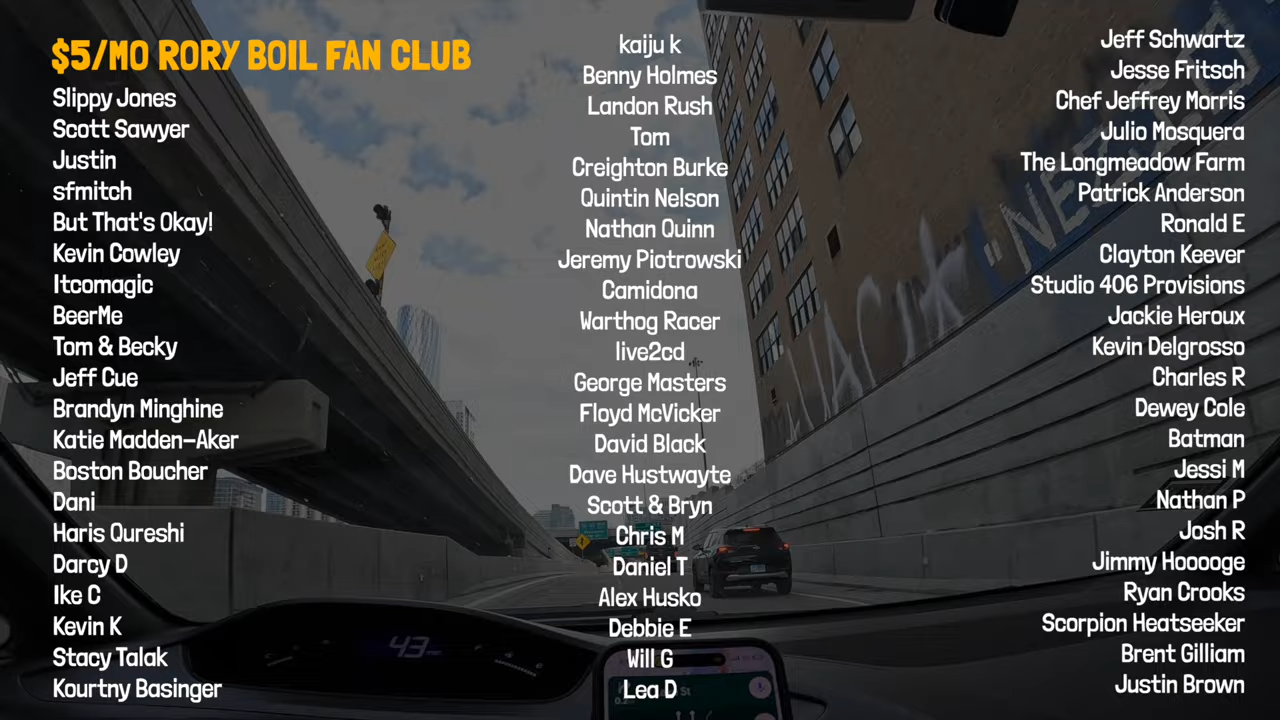 $5/MO RORY BOIL FAN CLUB
Slippy Jones
Scott Sawyer
Justin
sfmitch
But That's Okay!
Kevin Cowley
Itcomagic
BeerMe
Tom & Becky
Jeff Cue
Brandyn Minghine
Katie Madden-Aker
Boston Boucher
Dani
Haris Qureshi
Darcy D
Ike C
Kevin K
Stacy Talak
Kourtny Basinger
kaiju k
Benny Holmes
Landon Rush
Tom
Creighton Burke
Quintin Nelson
Nathan Quinn
Jeremy Piotrowski
Camidona
Warthog Racer
live2cd
George Masters
Floyd McVicker
David Black
Dave Hustwayte
Scott & Bryn
Chris M
Daniel T
Alex Husko
Debbie E
Will G
Lea D
Jeff Schwartz
Jesse Fritsch
Chef Jeffrey Morris
Julio Mosquera
The Longmeadow Farm
Patrick Anderson
Ronald E
Clayton Keever
Studio 406 Provisions
Jackie Heroux
Kevin Delgrosso
Charles R
Dewey Cole
Batman
Jessi M
Nathan P
Josh R
Jimmy Hooooge
Ryan Crooks
Scorpion Heatseeker
Brent Gilliam
Justin Brown
43